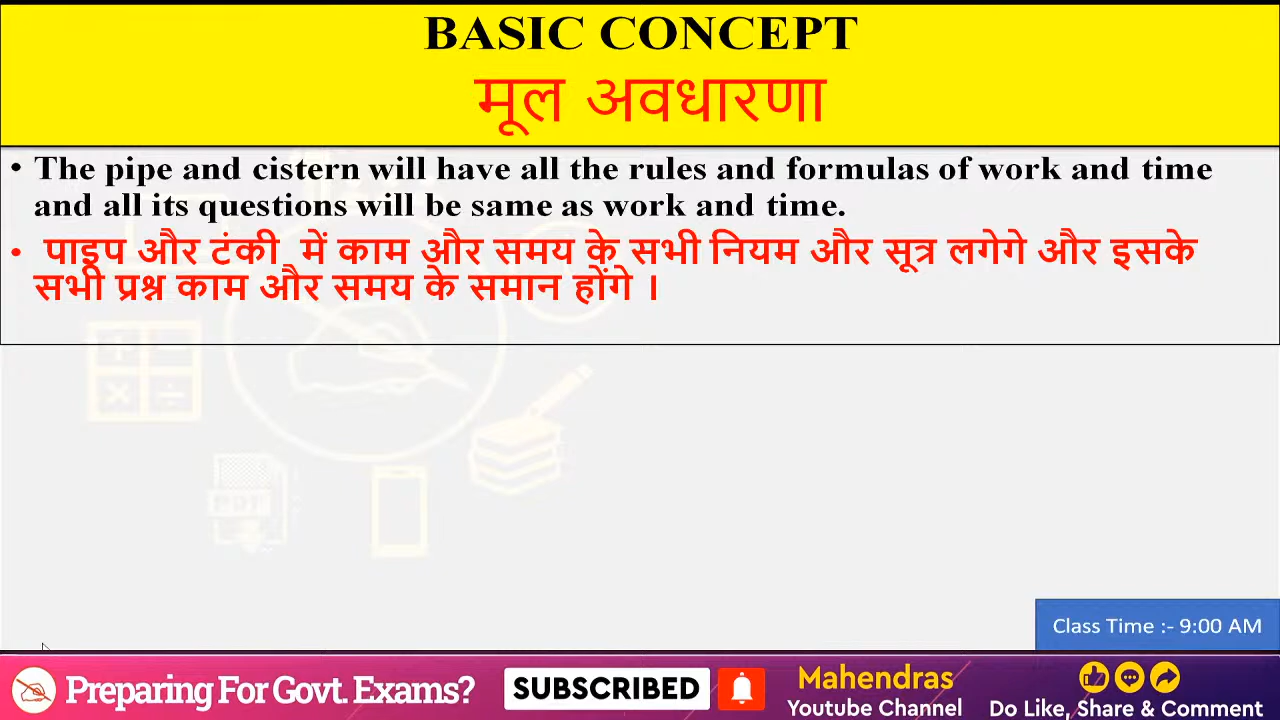 BASIC CONCEPT
मूल अवधारणा
• The pipe and cistern will have all the rules and formulas of work and time
and all its questions will be same as work and time.
• पाइप और टंकी में काम और समय के सभी नियम और सूत्र लगेगे और इसके
सभी प्रश्न काम और समय के समान होंगे ।
Class Time :- 9:00 AM
Preparing For Govt. Exams?
SUBSCRIBED
Mahendras
Youtube Channel
Do Like, Share & Comment